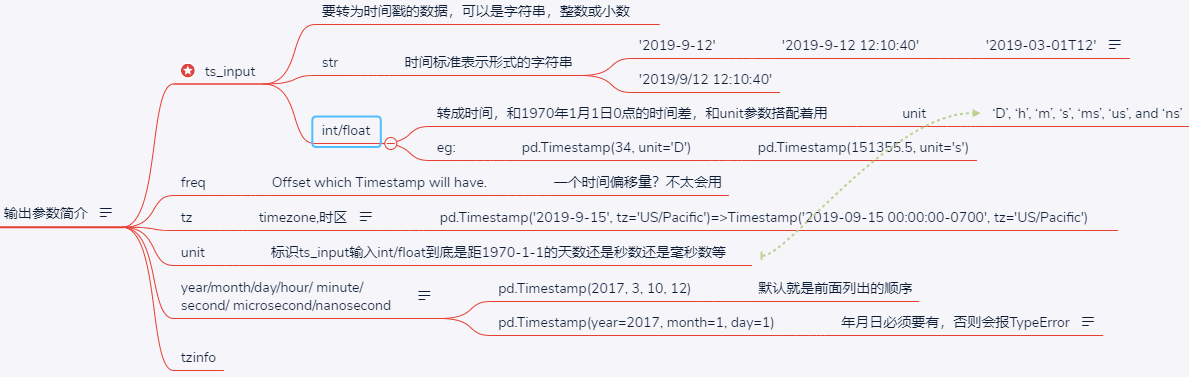 输出参数简介
ts_input
要转为时间戳的数据，可以是字符串，整数或小数
str
时间标准表示形式的字符串
'2019-9-12'
'2019-9-12 12:10:40'
'2019-03-01T12'
'2019/9/12 12:10:40'
int/float
转成时间，和1970年1月1日0点的时间差，和unit参数搭配着用
unit
‘D’, ‘h’, ‘m’, ‘s’, ‘ms’, ‘us’, and ‘ns’
eg:
pd.Timestamp(34, unit='D')
pd.Timestamp(151355.5, unit='s')
freq
Offset which Timestamp will have.
一个时间偏移量？不太会用
tz
timezone,时区
pd.Timestamp('2019-9-15', tz='US/Pacific')=>Timestamp('2019-09-15 00:00:00-0700', tz='US/Pacific')
unit
标识ts_input输入int/float到底是距1970-1-1的天数还是秒数还是毫秒数等
year/month/day/hour/ minute/
second/ microsecond/nanosecond
pd.Timestamp(2017, 3, 10, 12)
默认就是前面列出的顺序
pd.Timestamp(year=2017, month=1, day=1)
年月日必须要有，否则会报TypeError
tzinfo